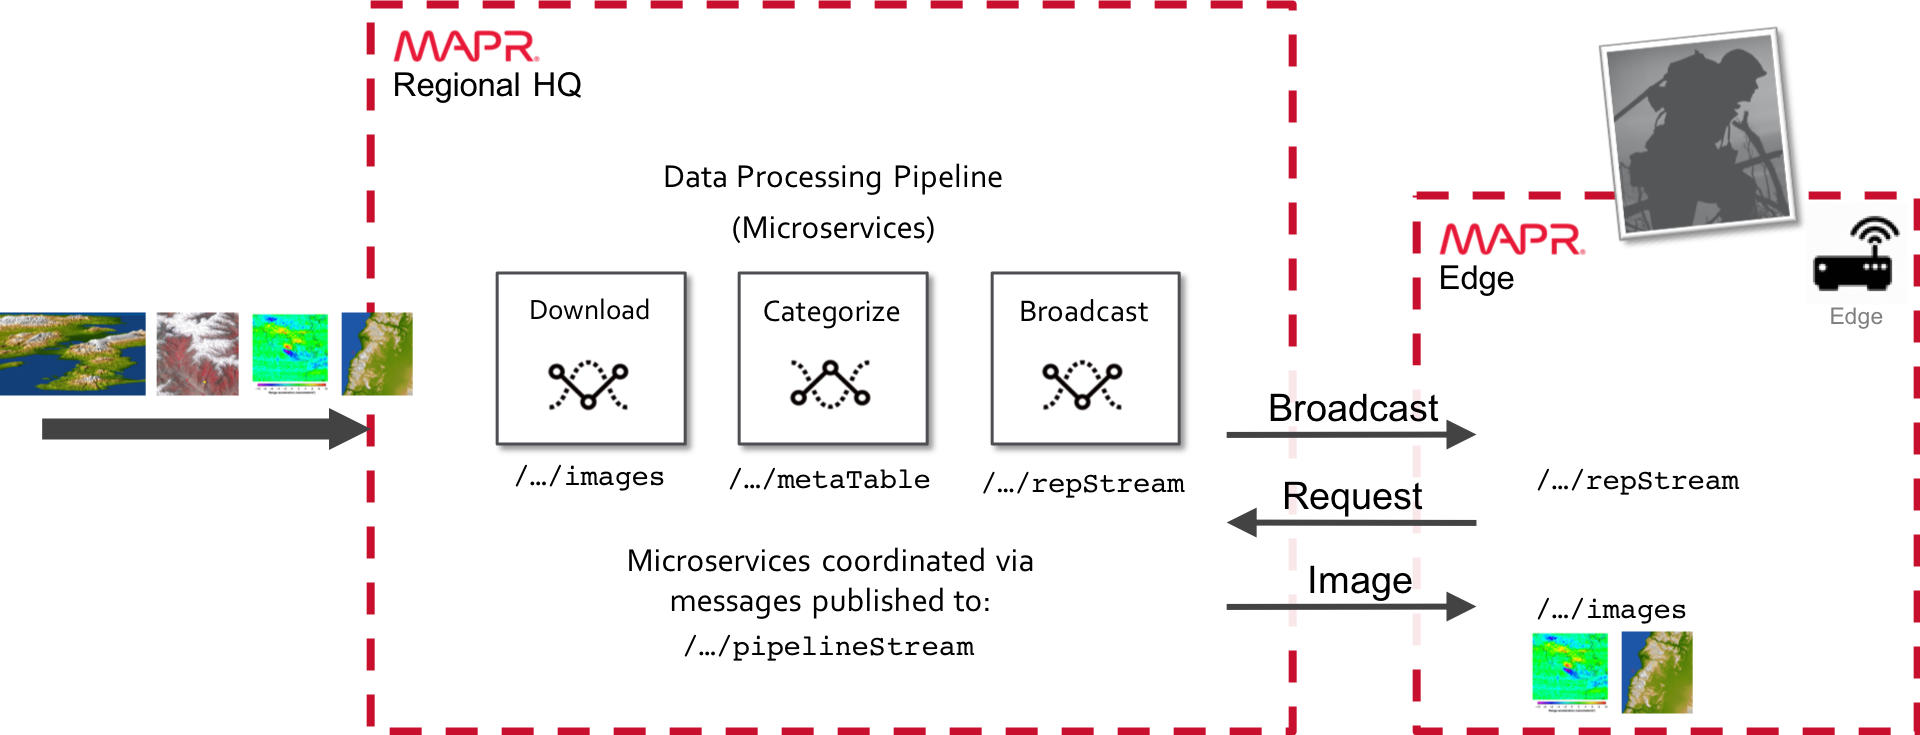 MAPR
Regional HQ
Data Processing Pipeline
(Microservices)
Download
Categorize
Broadcast
/…/images
/…/metaTable
/…/repStream
Microservices coordinated via
messages published to:
/…/pipelineStream
Broadcast
Request
Image
MAPR
Edge
Edge
/…/repStream
/…/images